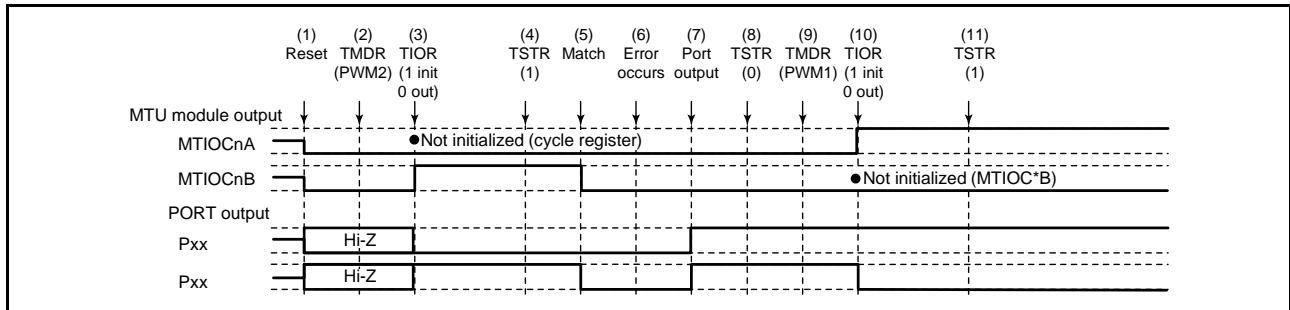 (1) (2) (3) (4) (5) (6) (7) (8) (9) (10) (11)
Reset TMDR TIOR TSTR Match Error Port TSTR TMDR TIOR TSTR
(PWM2) (1 init (1) occurs output (0) (PWM1) (1 init (1)
0 out) 0 out)
MTU module output
MTIOCnA ●Not initialized (cycle register)
MTIOCnB ●Not initialized (MTIOC*B)
PORT output
Pxx Hi-Z
Pxx Hi-Z